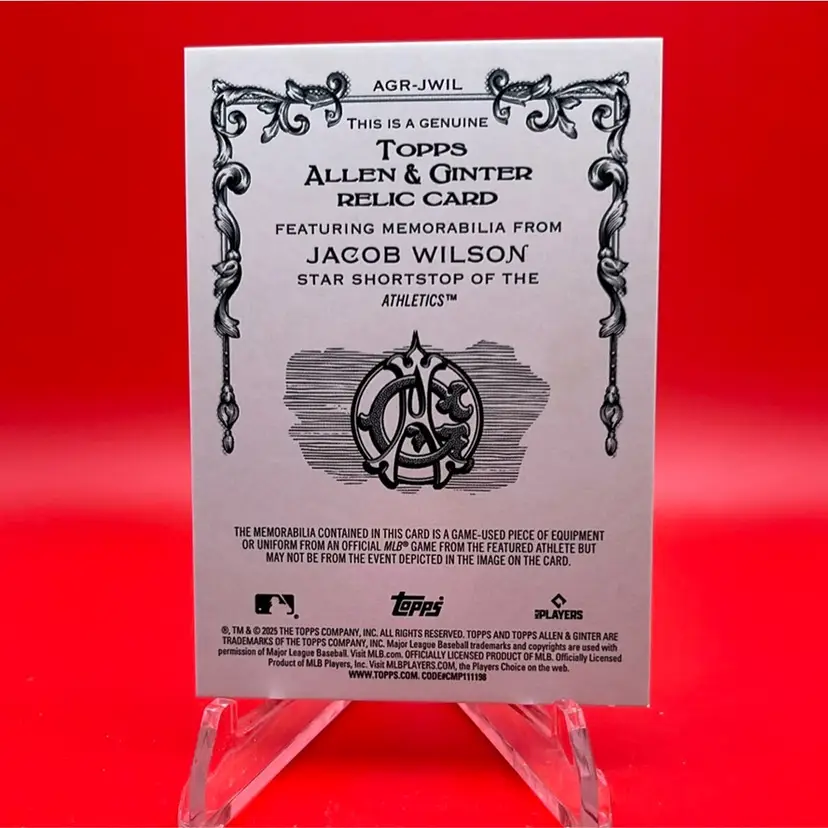 AGR-JWIL
THIS IS A GENUINE
TOPPS
ALLEN & GINTER
RELIC CARD
FEATURING MEMORABILIA FROM
JACOB WILSON
STAR SHORTSTOP OF THE
ATHLETICS™
THE MEMORABILIA CONTAINED IN THIS CARD IS A GAME-USED PIECE OF EQUIPMENT
OR UNIFORM FROM AN OFFICIAL MLB® GAME FROM THE FEATURED ATHLETE BUT
MAY NOT BE FROM THE EVENT DEPICTED IN THE IMAGE ON THE CARD.
topps PLAYERS
®, TM & © 2025 THE TOPPS COMPANY, INC. ALL RIGHTS RESERVED. TOPPS AND TOPPS ALLEN & GINTER ARE
TRADEMARKS OF THE TOPPS COMPANY, INC. Major League Baseball trademarks and copyrights are used with
permission of Major League Baseball. Visit MLB.com. OFFICIALLY LICENSED PRODUCT OF MLB. Officially Licensed
Product of MLB Players, Inc. Visit MLBPLAYERS.COM, the Players Choice on the web.
WWW.TOPPS.COM. CODE#CMP111198